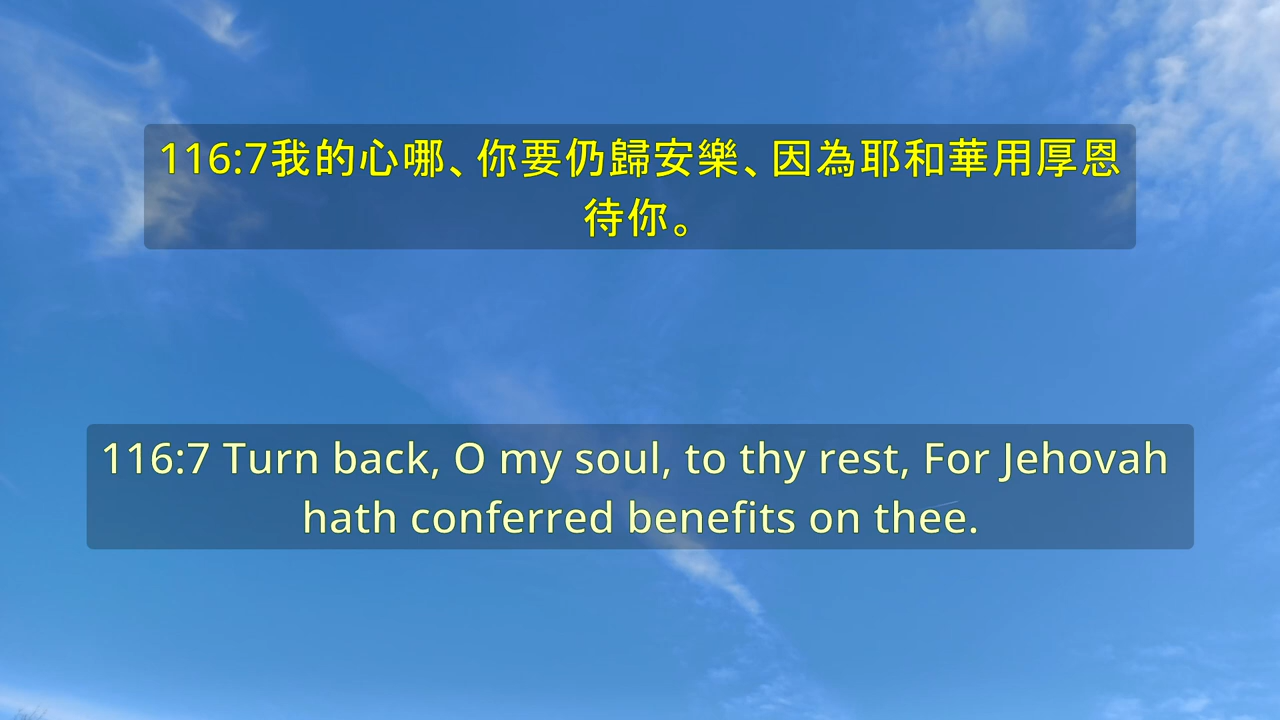 116:7我的心哪、你要仍歸安樂、因為耶和華用厚恩
待你。
116:7 Turn back, O my soul, to thy rest, For Jehovah
hath conferred benefits on thee.